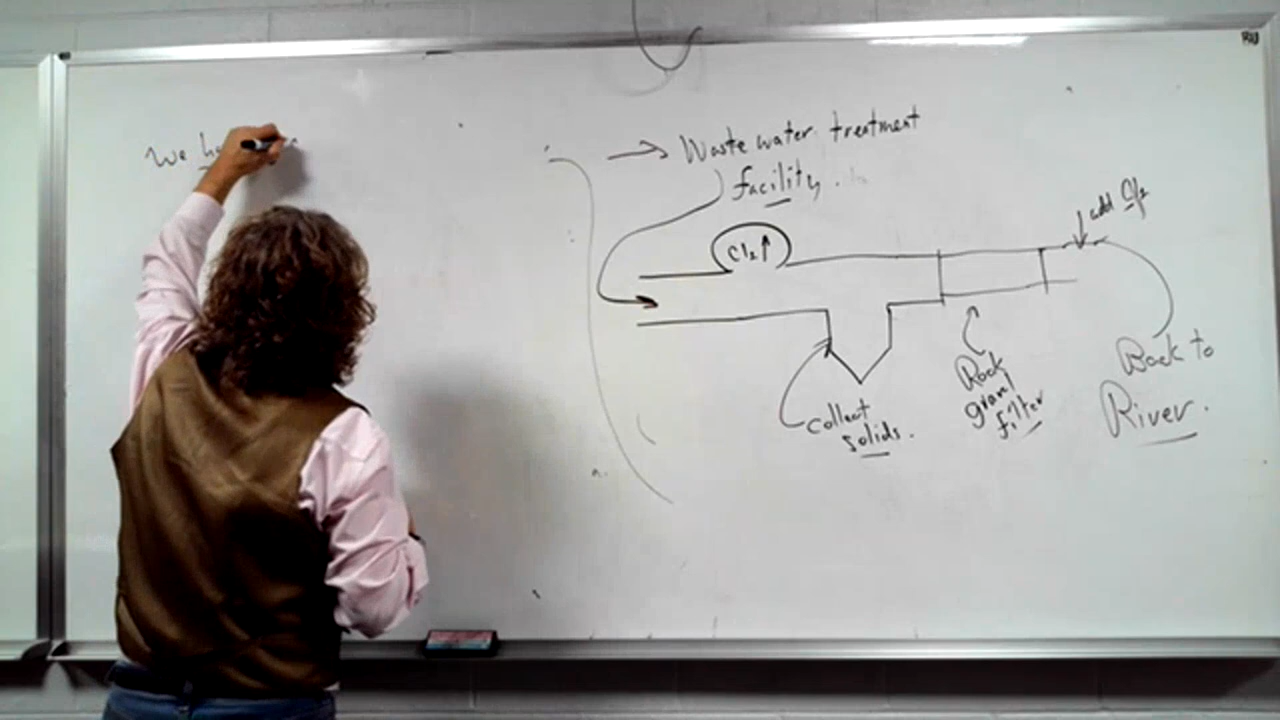 We
→ Waste water treatment
facility.
Cl₂ ↑
add Cl₂
collect
solids.
Rock
gravel
filter
Back to
River.